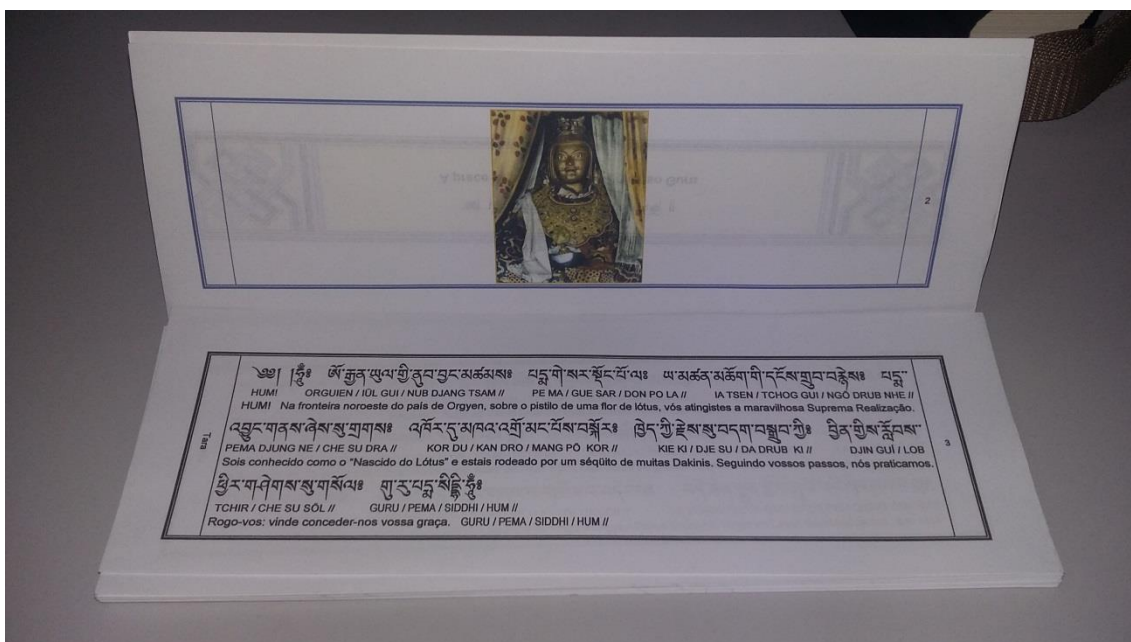 2
༄༅། །ཧཱུྃ༔ ཨོ་རྒྱན་ཡུལ་གྱི་ནུབ་བྱང་མཚམས༔ པདྨ་གེ་སར་སྡོང་པོ་ལ༔ ཡ་མཚན་མཆོག་གི་དངོས་གྲུབ་བརྙེས༔ པདྨ་
HUM! ORGUIEN / IÜL GUI / NUB DJANG TSAM // PE MA / GUE SAR / DON PO LA // IA TSEN / TCHOG GUI / NGÖ DRUB NHE //
HUM! Na fronteira noroeste do país de Orgyen, sobre o pistilo de uma flor de lótus, vós atingistes a maravilhosa Suprema Realização.
འབྱུང་གནས་ཞེས་སུ་གྲགས༔ འཁོར་དུ་མཁའ་འགྲོ་མང་པོས་བསྐོར༔ ཁྱེད་ཀྱི་རྗེས་སུ་བདག་བསྒྲུབ་ཀྱི༔ བྱིན་གྱིས་རློབས་
PEMA DJUNG NE / CHE SU DRA // KOR DU / KAN DRO / MANG PÖ KOR // KIE KI / DJE SU / DA DRUB KI // DJIN GUÍ / LOB
Sois conhecido como o "Nascido do Lótus" e estais rodeado por um séqüito de muitas Dakinis. Seguindo vossos passos, nós praticamos.
ཕྱིར་གཤེགས་སུ་གསོལ༔ གུ་རུ་པདྨ་སིདྡྷི་ཧཱུྃ༔
TCHIR / CHE SU SÖL // GURU / PEMA / SIDDHI / HUM //
Rogo-vos: vinde conceder-nos vossa graça. GURU / PEMA / SIDDHI / HUM //
Tara
3